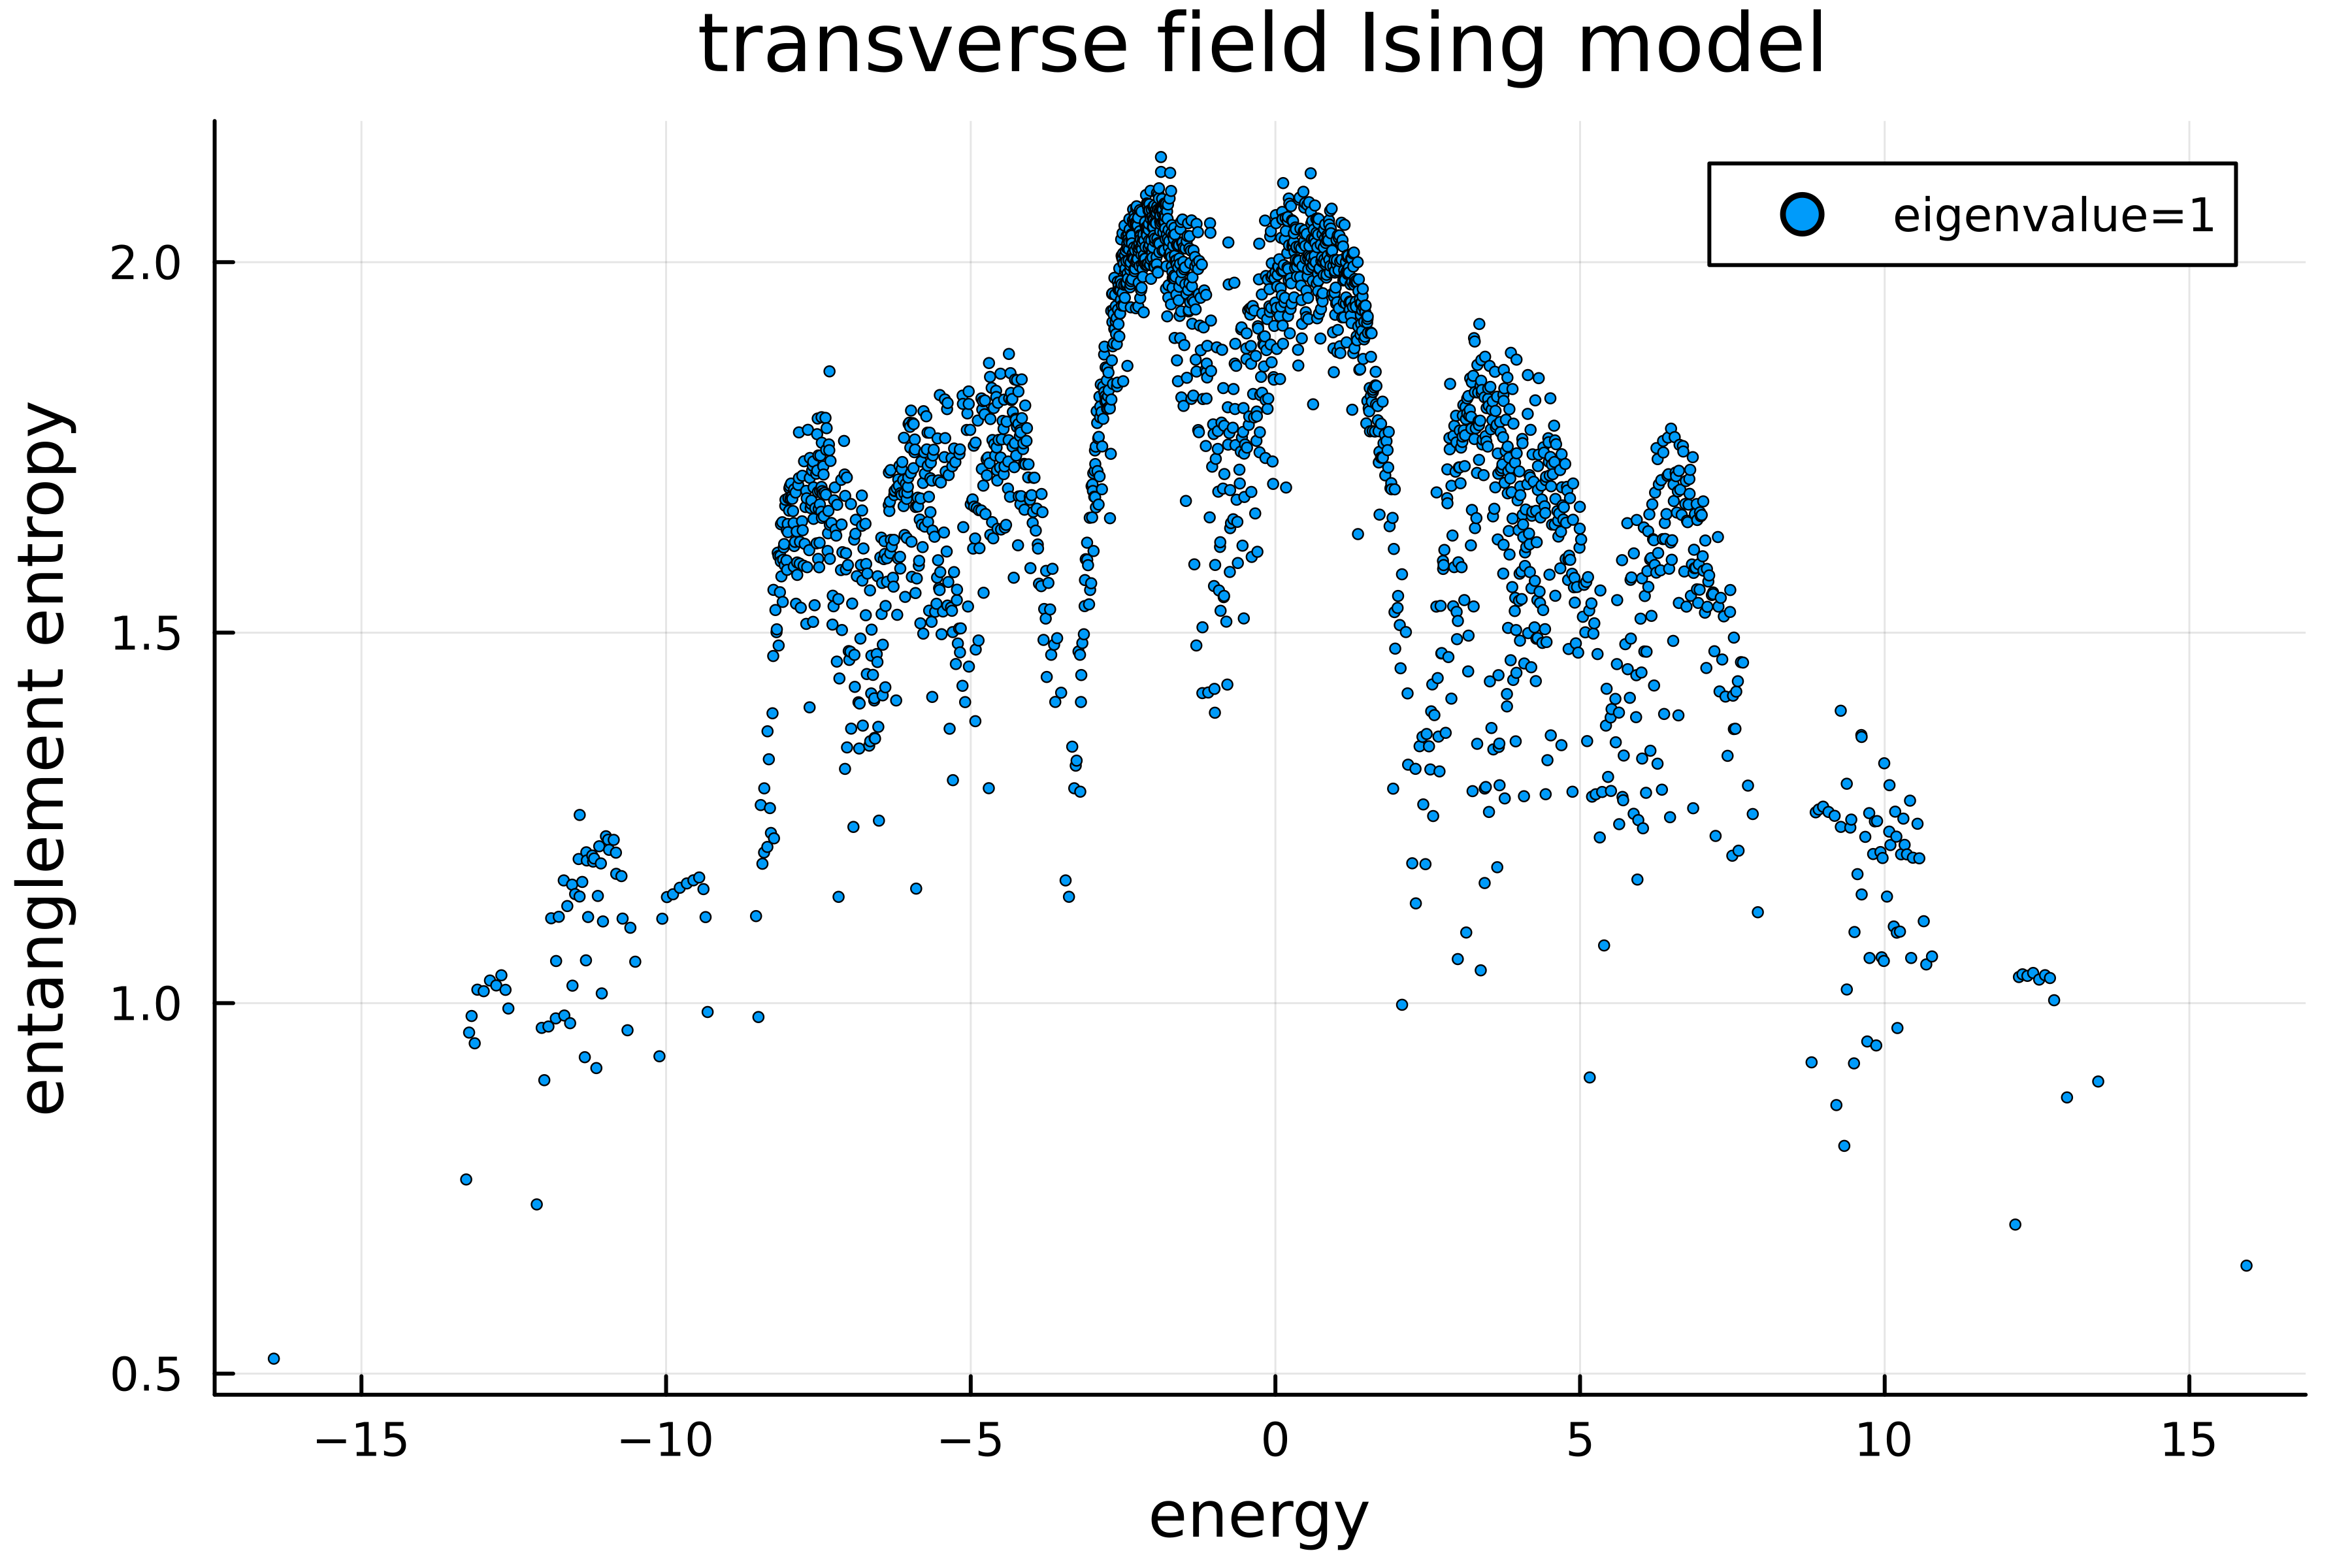 transverse field Ising model
eigenvalue=1
entanglement entropy
2.0
1.5
1.0
0.5
−15 −10 −5 0 5 10 15
energy